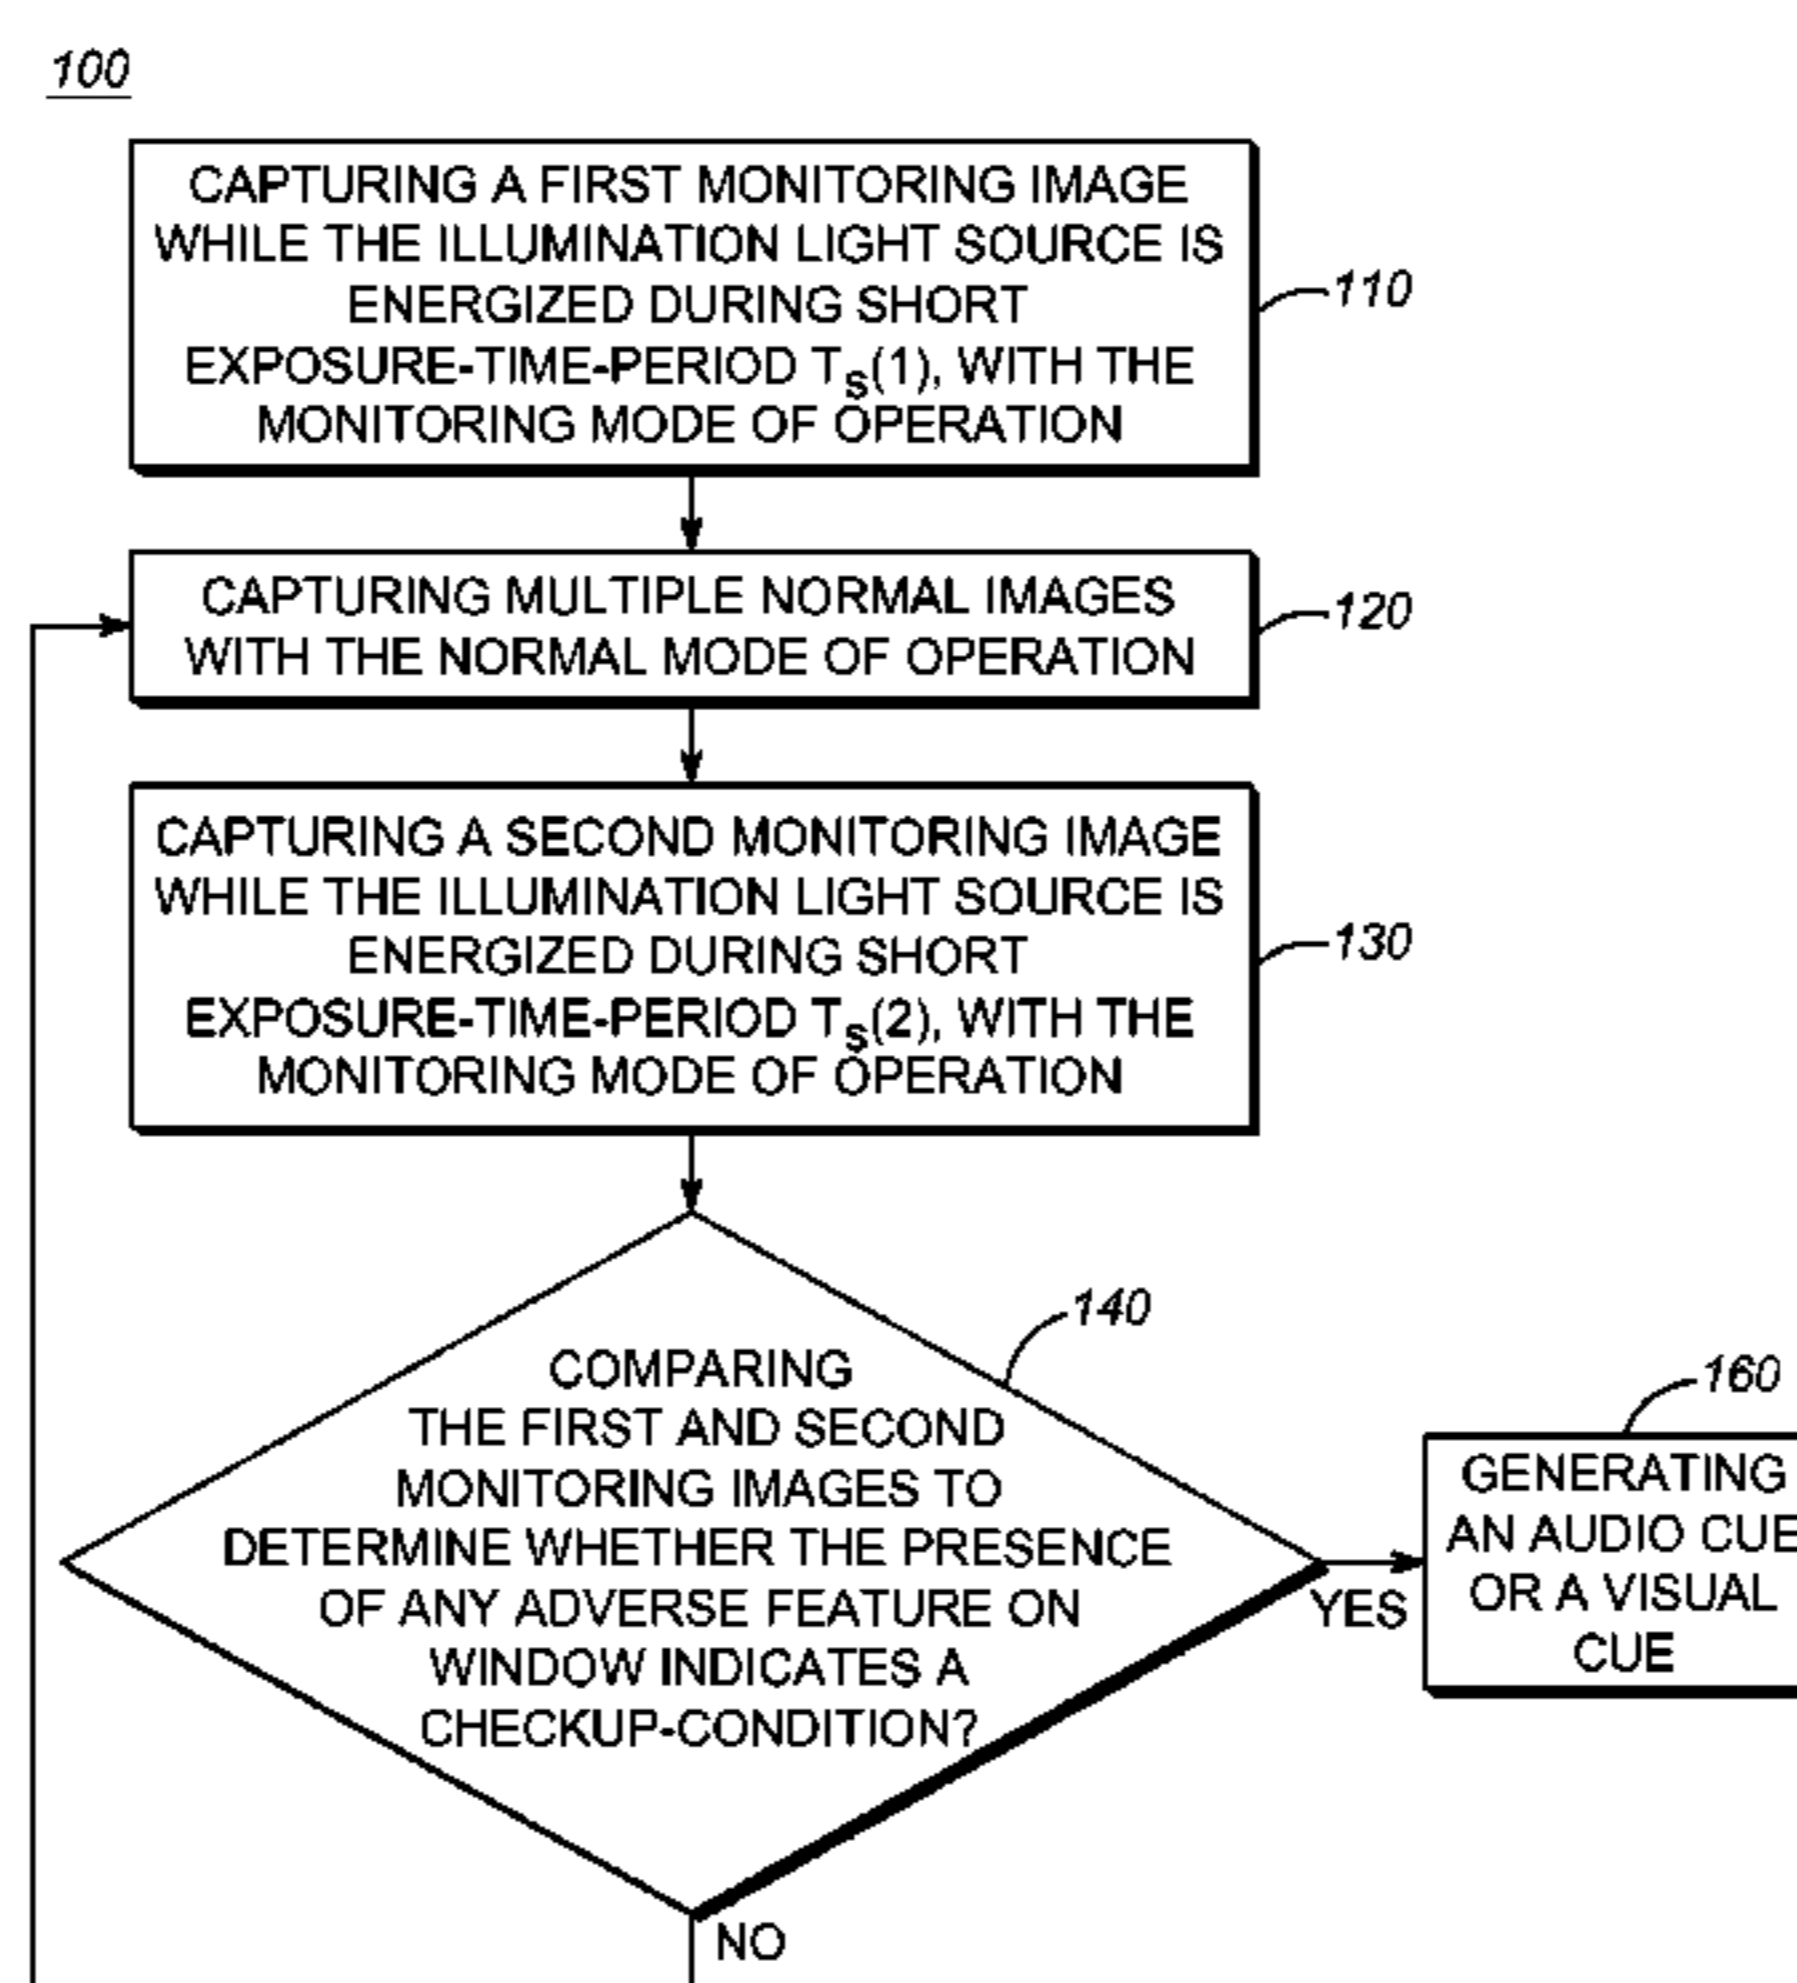 100
CAPTURING A FIRST MONITORING IMAGE
WHILE THE ILLUMINATION LIGHT SOURCE IS
ENERGIZED DURING SHORT
EXPOSURE-TIME-PERIOD TS(1), WITH THE
MONITORING MODE OF OPERATION
110
CAPTURING MULTIPLE NORMAL IMAGES
WITH THE NORMAL MODE OF OPERATION
120
CAPTURING A SECOND MONITORING IMAGE
WHILE THE ILLUMINATION LIGHT SOURCE IS
ENERGIZED DURING SHORT
EXPOSURE-TIME-PERIOD TS(2), WITH THE
MONITORING MODE OF OPERATION
130
COMPARING
THE FIRST AND SECOND
MONITORING IMAGES TO
DETERMINE WHETHER THE PRESENCE
OF ANY ADVERSE FEATURE ON
WINDOW INDICATES A
CHECKUP-CONDITION?
140
YES
NO
160
GENERATING
AN AUDIO CUE
OR A VISUAL
CUE